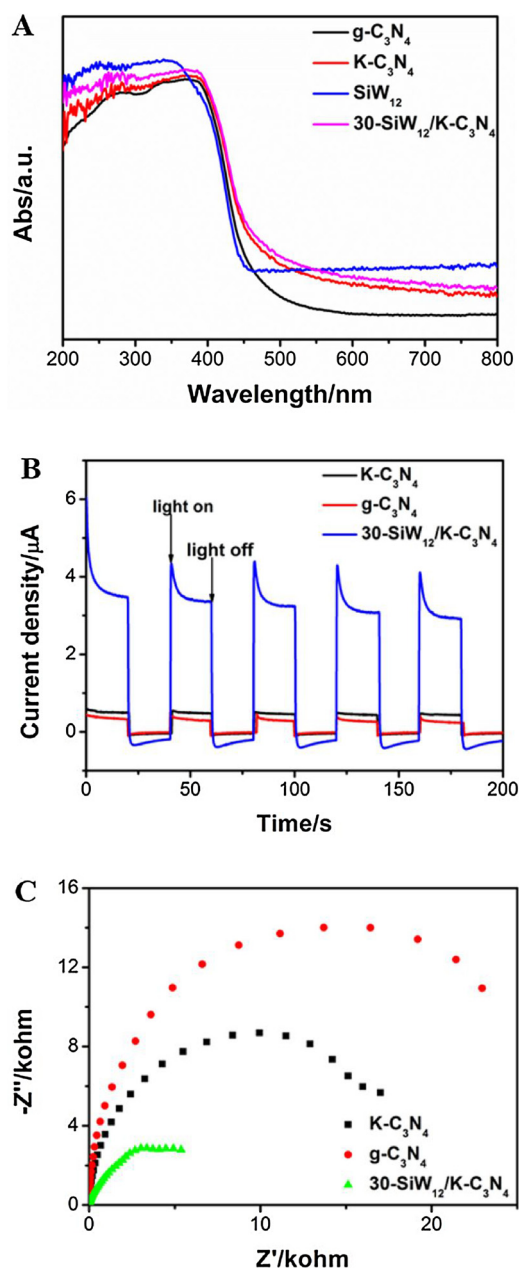 A
g-C₃N₄
K-C₃N₄
SiW₁₂
30-SiW₁₂/K-C₃N₄
Abs/a.u.
200 300 400 500 600 700 800
Wavelength/nm
B
K-C₃N₄
g-C₃N₄
30-SiW₁₂/K-C₃N₄
light on
light off
6
4
2
0
Current density/μA
0 50 100 150 200
Time/s
C
16
12
8
4
0
-Z''/kohm
K-C₃N₄
g-C₃N₄
30-SiW₁₂/K-C₃N₄
0 10 20
Z'/kohm